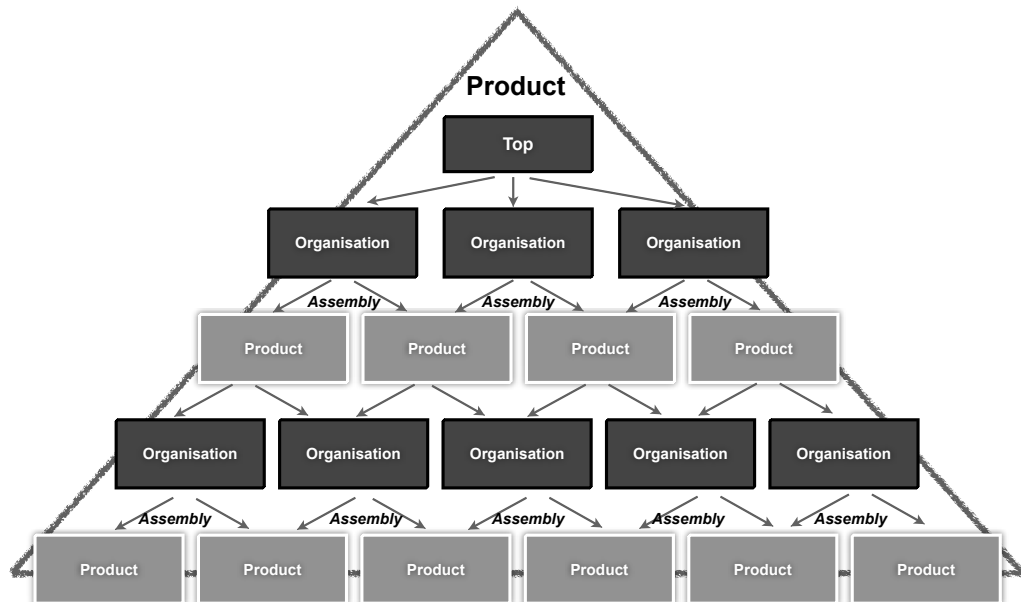 Product
Top
Organisation Organisation Organisation
Assembly Assembly Assembly
Product Product Product Product
Organisation Organisation Organisation Organisation Organisation
Assembly Assembly Assembly Assembly Assembly
Product Product Product Product Product Product